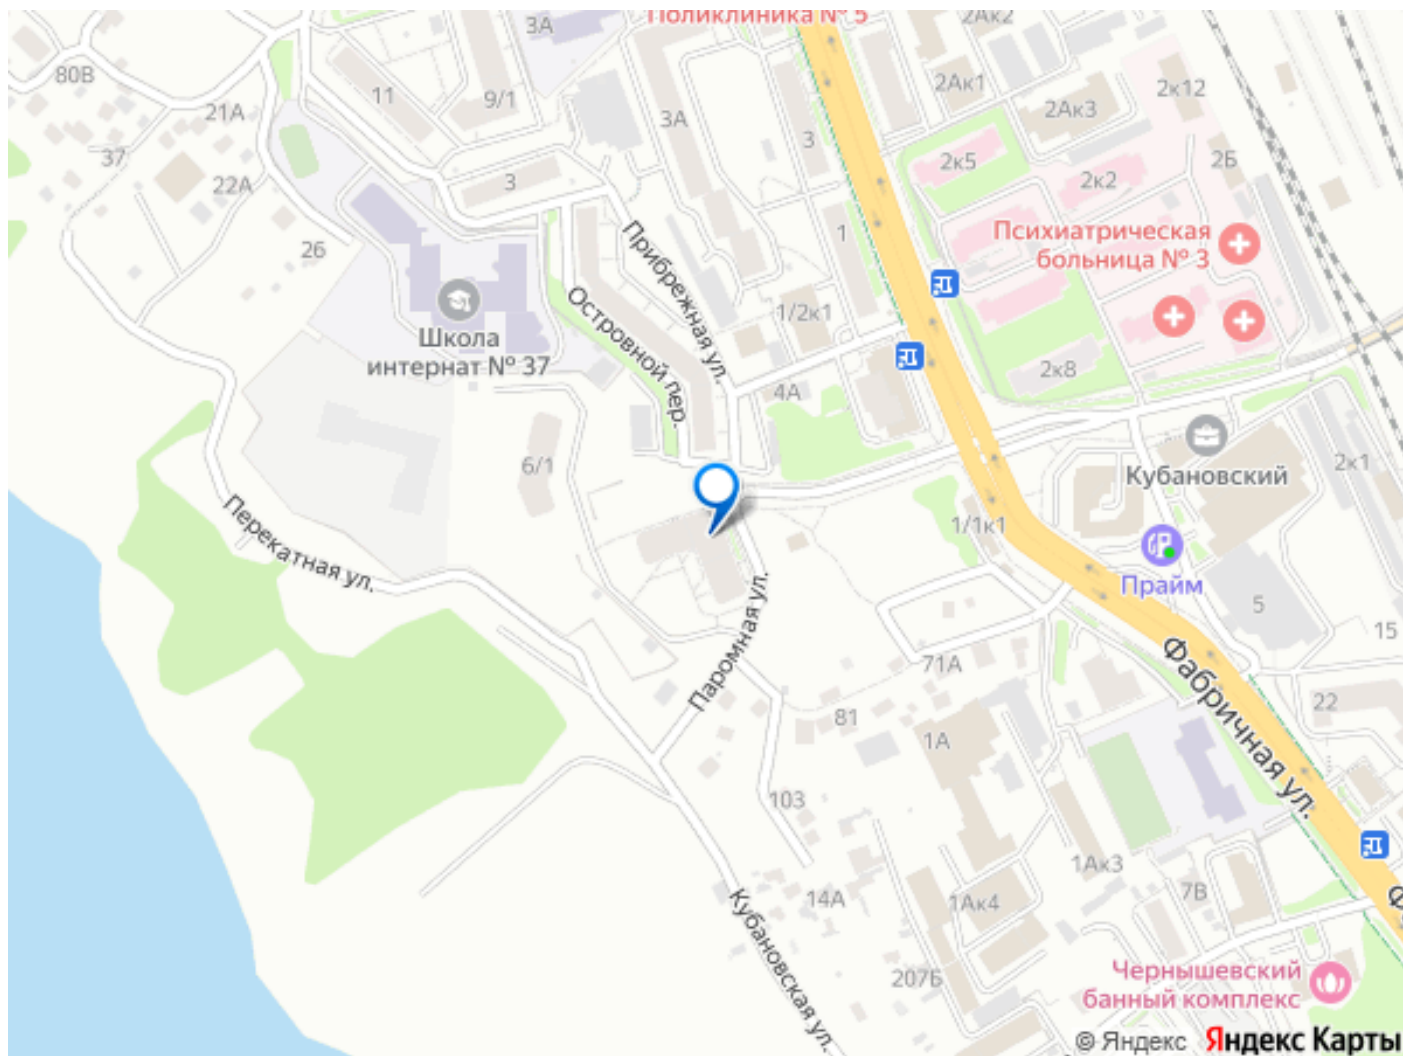 Поликлиника № 5
3А
2Ак2
80В
11
9/1
2Ак1
2к12
21А
3А
2Ак3
3
37
2к5
2Б
22А
3
2к2
26
1
Психиатрическая
больница № 3
Прибрежная ул.
Островной пер.
1/2к1
Школа
интернат № 37
2к8
4А
6/1
Кубановский
2к1
Перекатная ул.
1/1к1
Прайм
5
15
Паромная ул.
71А
Фабричная ул.
22
81
1А
103
1Ак3
14А
1Ак4
7В
Ф
Кубановская ул.
207Б
Чернышевский
банный комплекс
© Яндекс Яндекс Карты